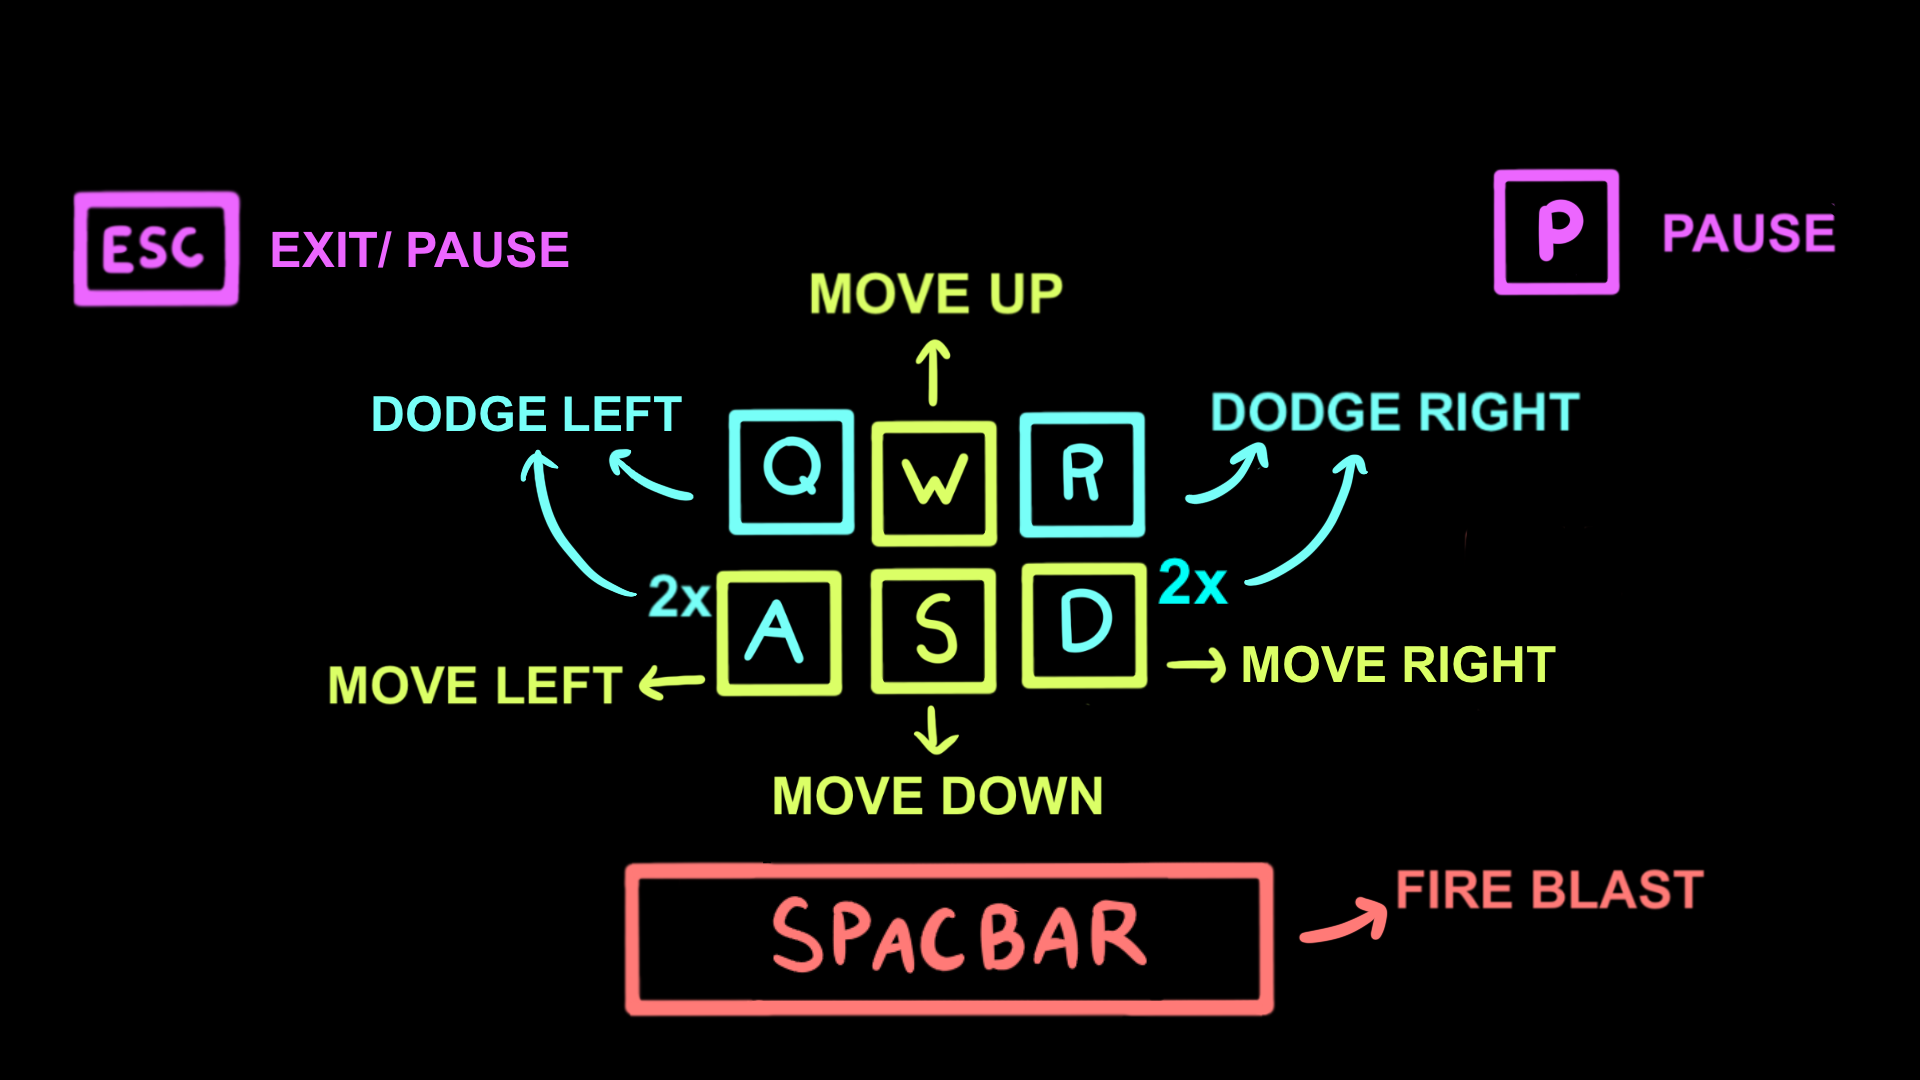 ESC EXIT/ PAUSE
P PAUSE
MOVE UP
DODGE LEFT
Q W R
DODGE RIGHT
2x A S D 2x
MOVE LEFT
MOVE RIGHT
MOVE DOWN
SPACBAR
FIRE BLAST